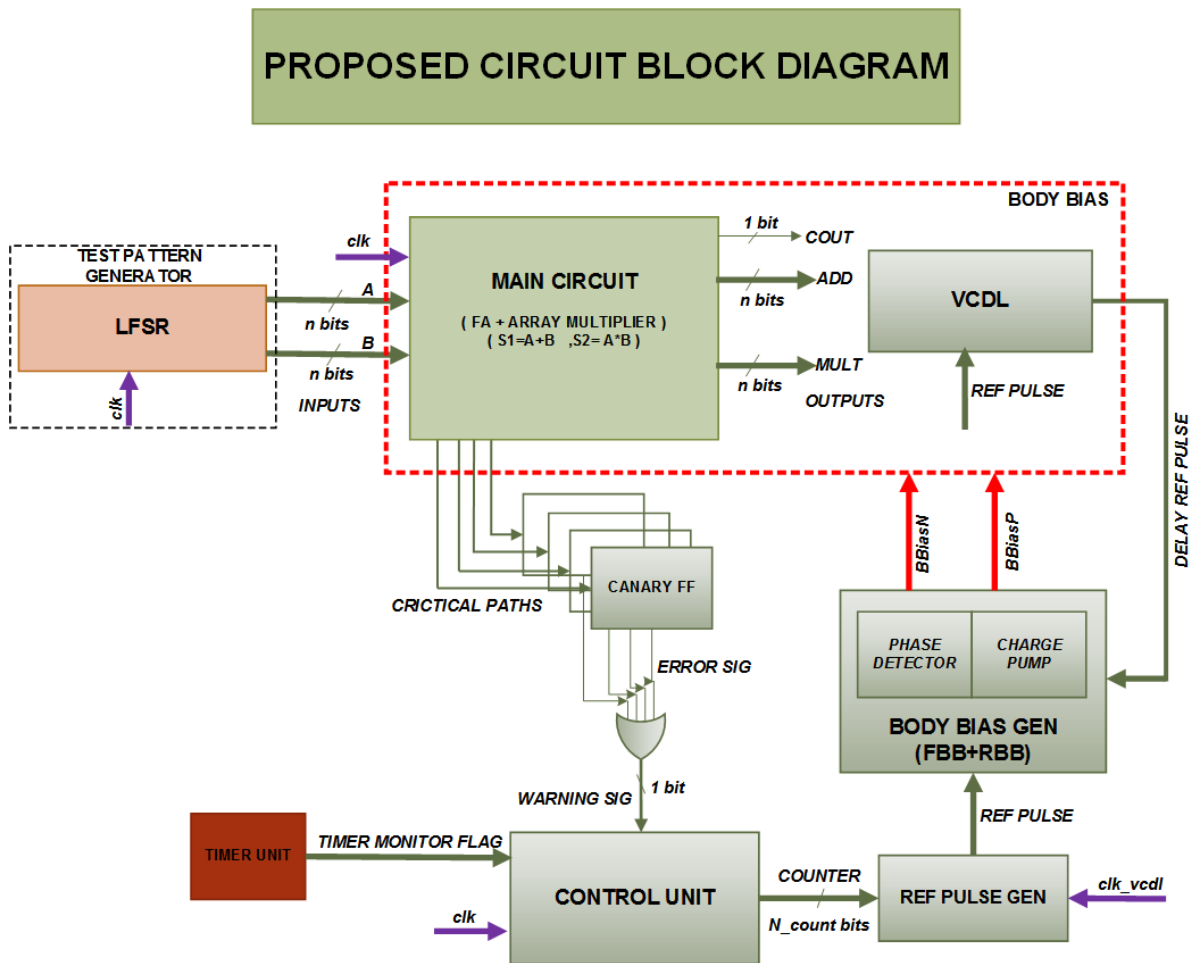 PROPOSED CIRCUIT BLOCK DIAGRAM
BODY BIAS
TEST PATTERN
GENERATOR
LFSR
clk
A
n bits
B
n bits
INPUTS
clk
MAIN CIRCUIT
( FA + ARRAY MULTIPLIER )
( S1=A+B ,S2= A*B )
1 bit
COUT
ADD
n bits
MULT
n bits
OUTPUTS
VCDL
REF PULSE
DELAY REF PULSE
BBiasN
BBiasP
CANARY FF
CRICTICAL PATHS
ERROR SIG
PHASE
DETECTOR
CHARGE
PUMP
BODY BIAS GEN
(FBB+RBB)
1 bit
WARNING SIG
REF PULSE
TIMER UNIT
TIMER MONITOR FLAG
CONTROL UNIT
clk
COUNTER
N_count bits
REF PULSE GEN
clk_vcdl